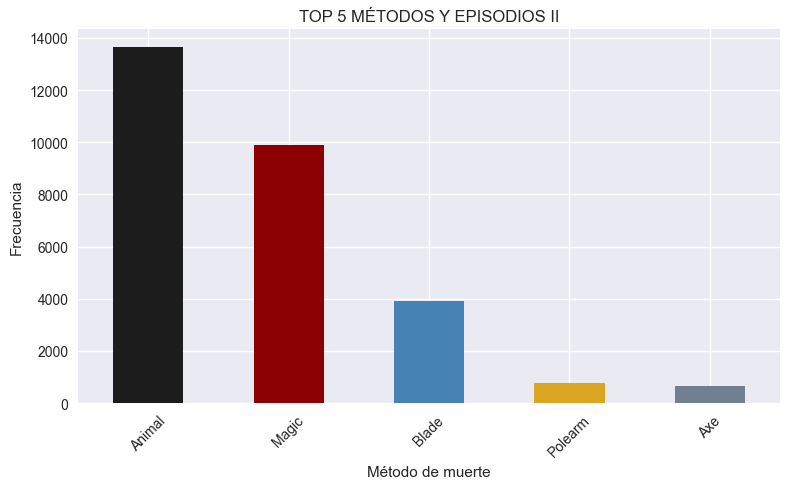 TOP 5 MÉTODOS Y EPISODIOS II
Frecuencia
14000
12000
10000
8000
6000
4000
2000
0
Animal
Magic
Blade
Polearm
Axe
Método de muerte